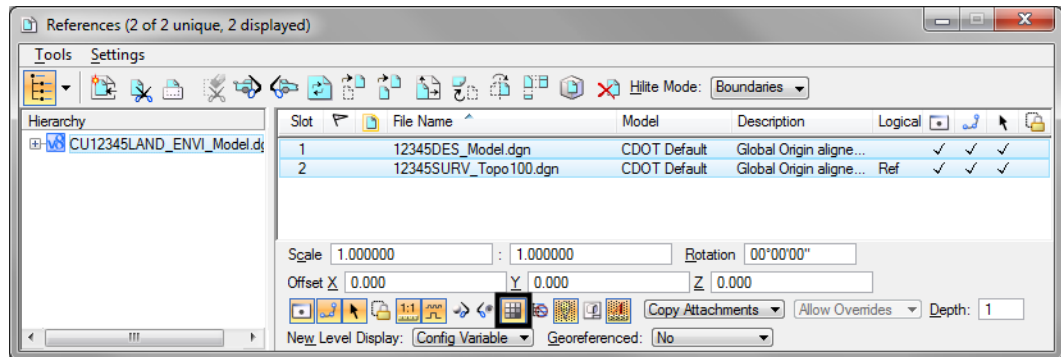 References (2 of 2 unique, 2 displayed)
Tools Settings
Hilite Mode: Boundaries
Hierarchy
V8 CU12345LAND_ENVI_Model.dg
Slot File Name Model Description Logical
1 12345DES_Model.dgn CDOT Default Global Origin aligne...
2 12345SURV_Topo100.dgn CDOT Default Global Origin aligne... Ref
Scale 1.000000 : 1.000000 Rotation 00°00'00"
Offset X 0.000 Y 0.000 Z 0.000
1:1 Copy Attachments Allow Overrides Depth: 1
New Level Display: Config Variable Georeferenced: No